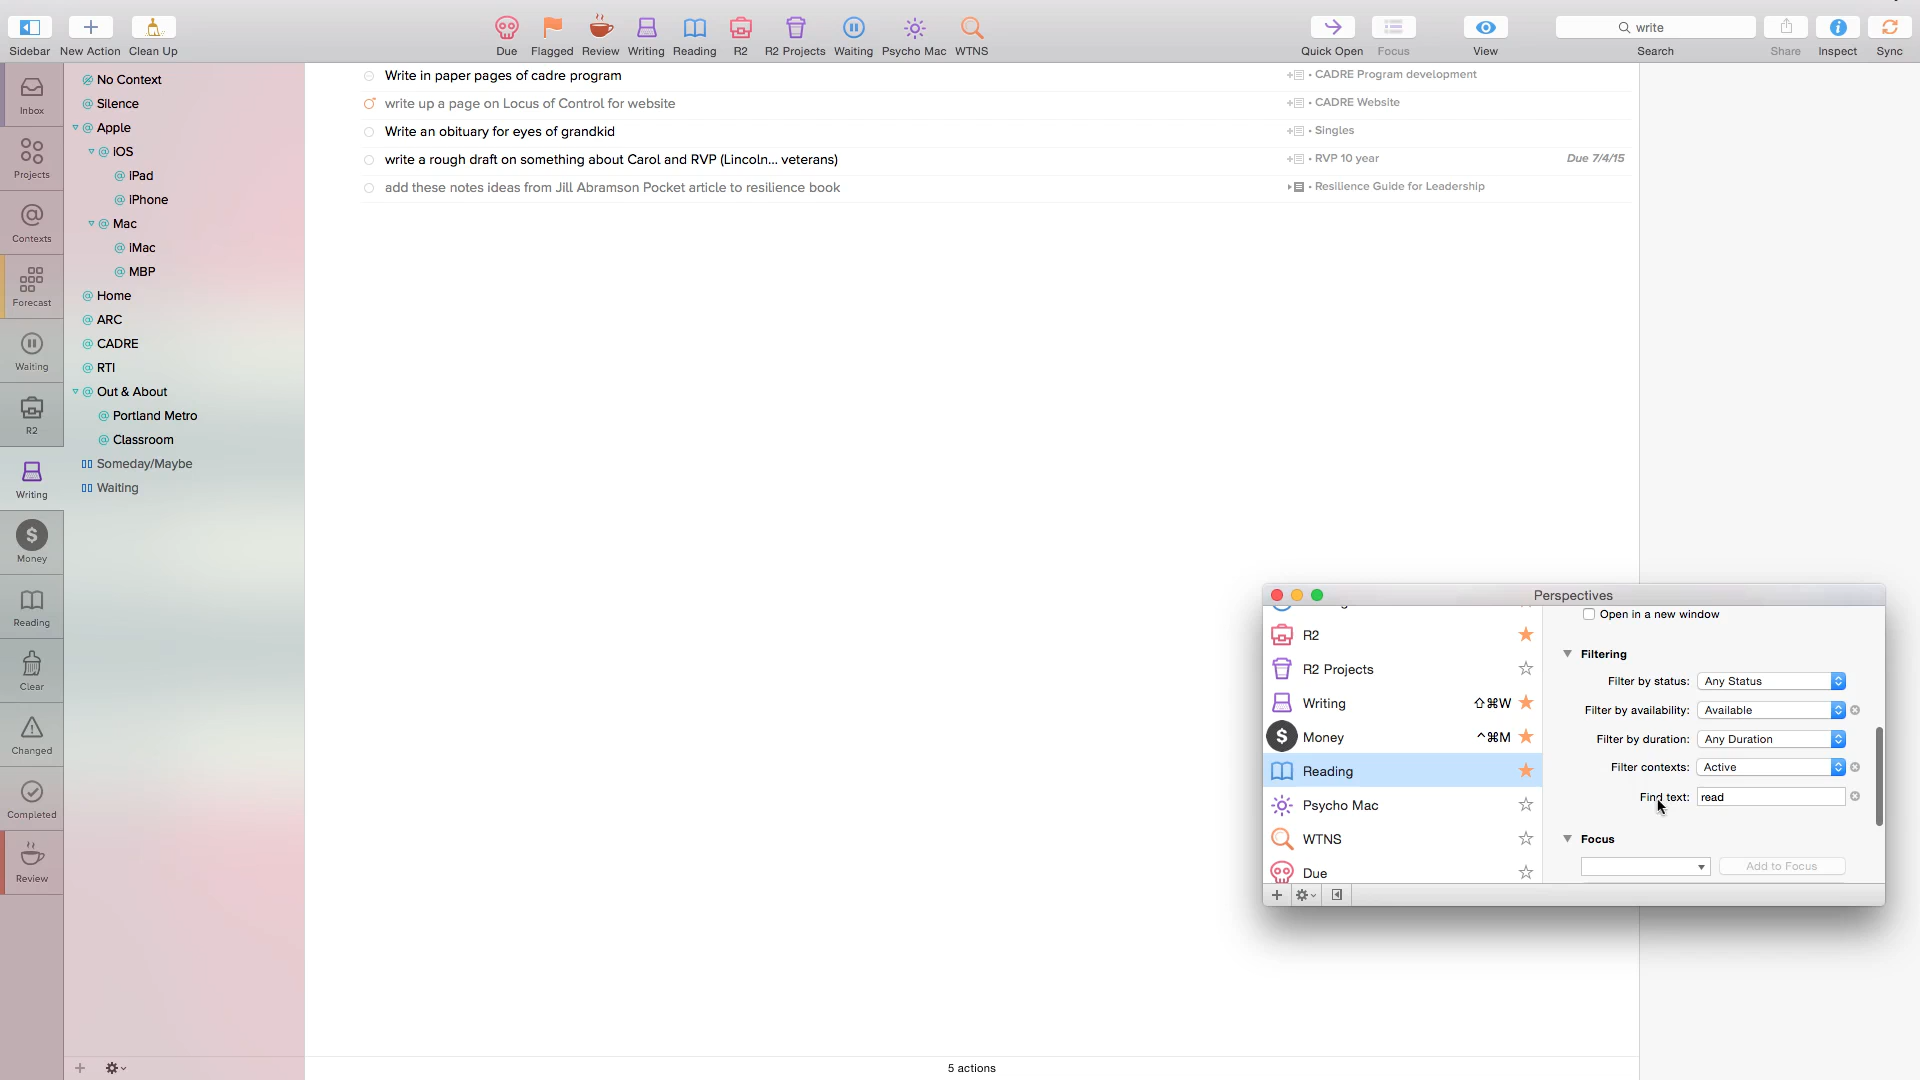 Sidebar
New Action
Clean Up
Due
Flagged
Review
Writing
Reading
R2
R2 Projects
Waiting
Psycho Mac
WTNS
Quick Open
Focus
View
write
Search
Share
Inspect
Sync
Inbox
Projects
Contexts
Forecast
Waiting
R2
Writing
Money
Reading
Clear
Changed
Completed
Review
No Context
Silence
Apple
iOS
iPad
iPhone
Mac
iMac
MBP
Home
ARC
CADRE
RTI
Out & About
Portland Metro
Classroom
Someday/Maybe
Waiting
Write in paper pages of cadre program
• CADRE Program development
write up a page on Locus of Control for website
• CADRE Website
Write an obituary for eyes of grandkid
• Singles
write a rough draft on something about Carol and RVP (Lincoln... veterans)
• RVP 10 year
Due 7/4/15
add these notes ideas from Jill Abramson Pocket article to resilience book
• Resilience Guide for Leadership
Perspectives
R2
R2 Projects
Writing ⇧⌘W
Money ^⌘M
Reading
Psycho Mac
WTNS
Due
Open in a new window
Filtering
Filter by status: Any Status
Filter by availability: Available
Filter by duration: Any Duration
Filter contexts: Active
Find text: read
Focus
Add to Focus
5 actions